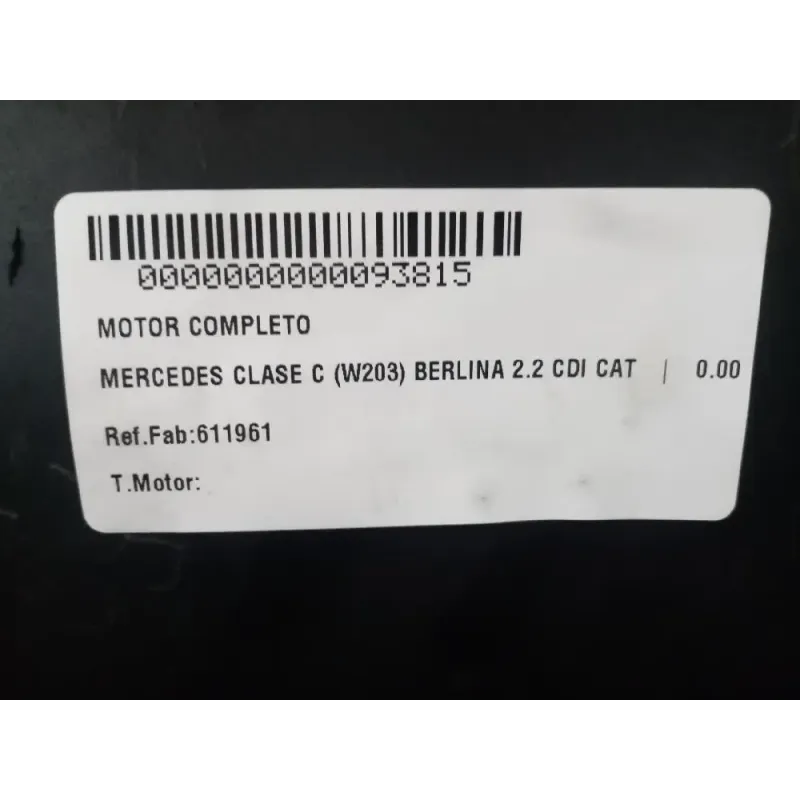 0000000000093815
MOTOR COMPLETO
MERCEDES CLASE C (W203) BERLINA 2.2 CDI CAT | 0.00
Ref.Fab:611961
T.Motor: